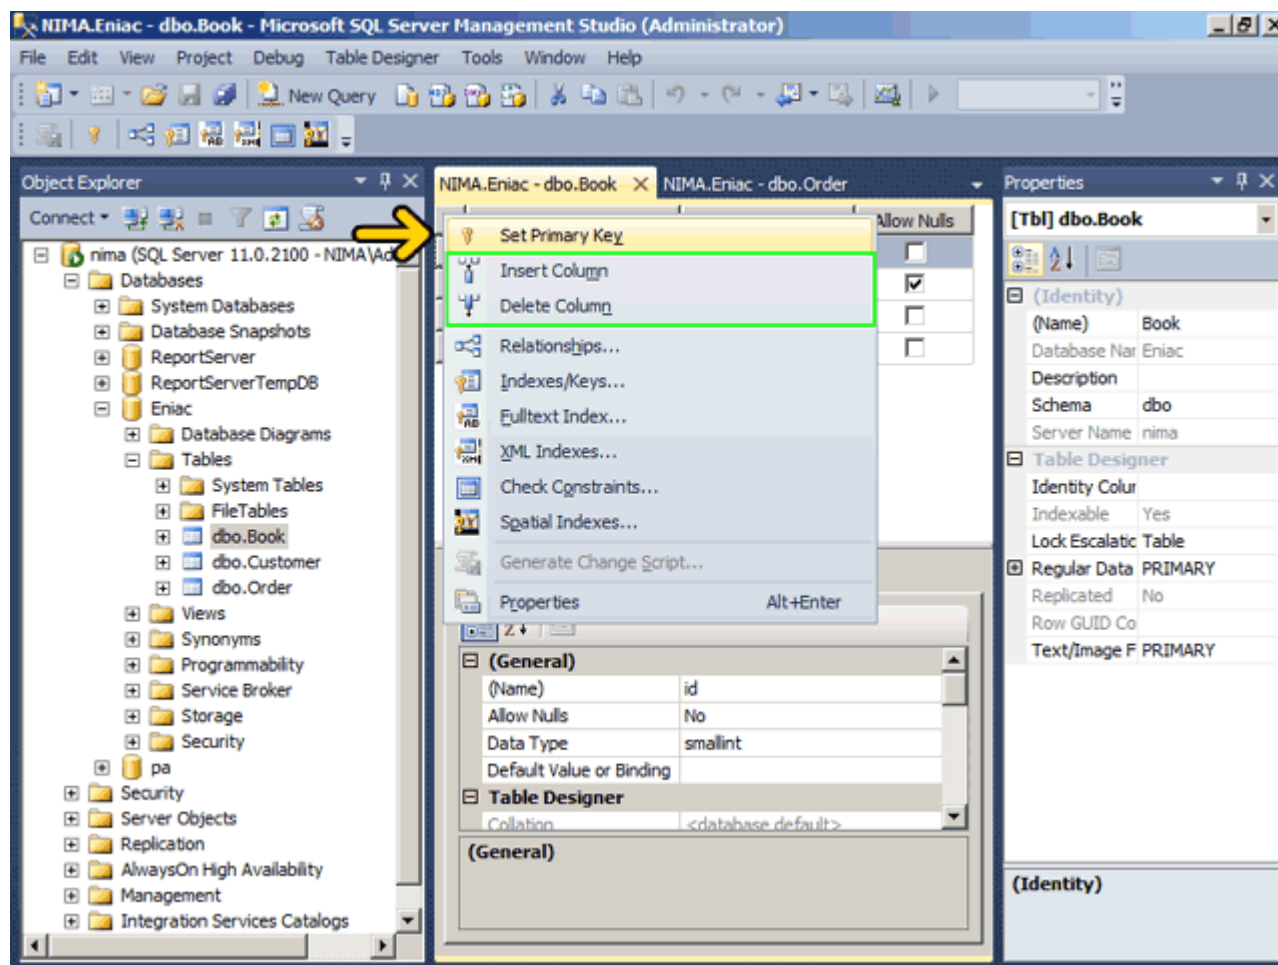 NIMA.Eniac - dbo.Book - Microsoft SQL Server Management Studio (Administrator)
File Edit View Project Debug Table Designer Tools Window Help
New Query
Object Explorer
Connect
nima (SQL Server 11.0.2100 - NIMA\Ad
Databases
System Databases
Database Snapshots
ReportServer
ReportServerTempDB
Eniac
Database Diagrams
Tables
System Tables
FileTables
dbo.Book
dbo.Customer
dbo.Order
Views
Synonyms
Programmability
Service Broker
Storage
Security
pa
Security
Server Objects
Replication
AlwaysOn High Availability
Management
Integration Services Catalogs
NIMA.Eniac - dbo.Book NIMA.Eniac - dbo.Order
Allow Nulls
Set Primary Key
Insert Column
Delete Column
Relationships...
Indexes/Keys...
Fulltext Index...
XML Indexes...
Check Constraints...
Spatial Indexes...
Generate Change Script...
Properties Alt+Enter
(General)
(Name) id
Allow Nulls No
Data Type smallint
Default Value or Binding
Table Designer
Collation <database default>
(General)
Properties
[Tbl] dbo.Book
(Identity)
(Name) Book
Database Nar Eniac
Description
Schema dbo
Server Name nima
Table Designer
Identity Colur
Indexable Yes
Lock Escalatic Table
Regular Data PRIMARY
Replicated No
Row GUID Co
Text/Image F PRIMARY
(Identity)